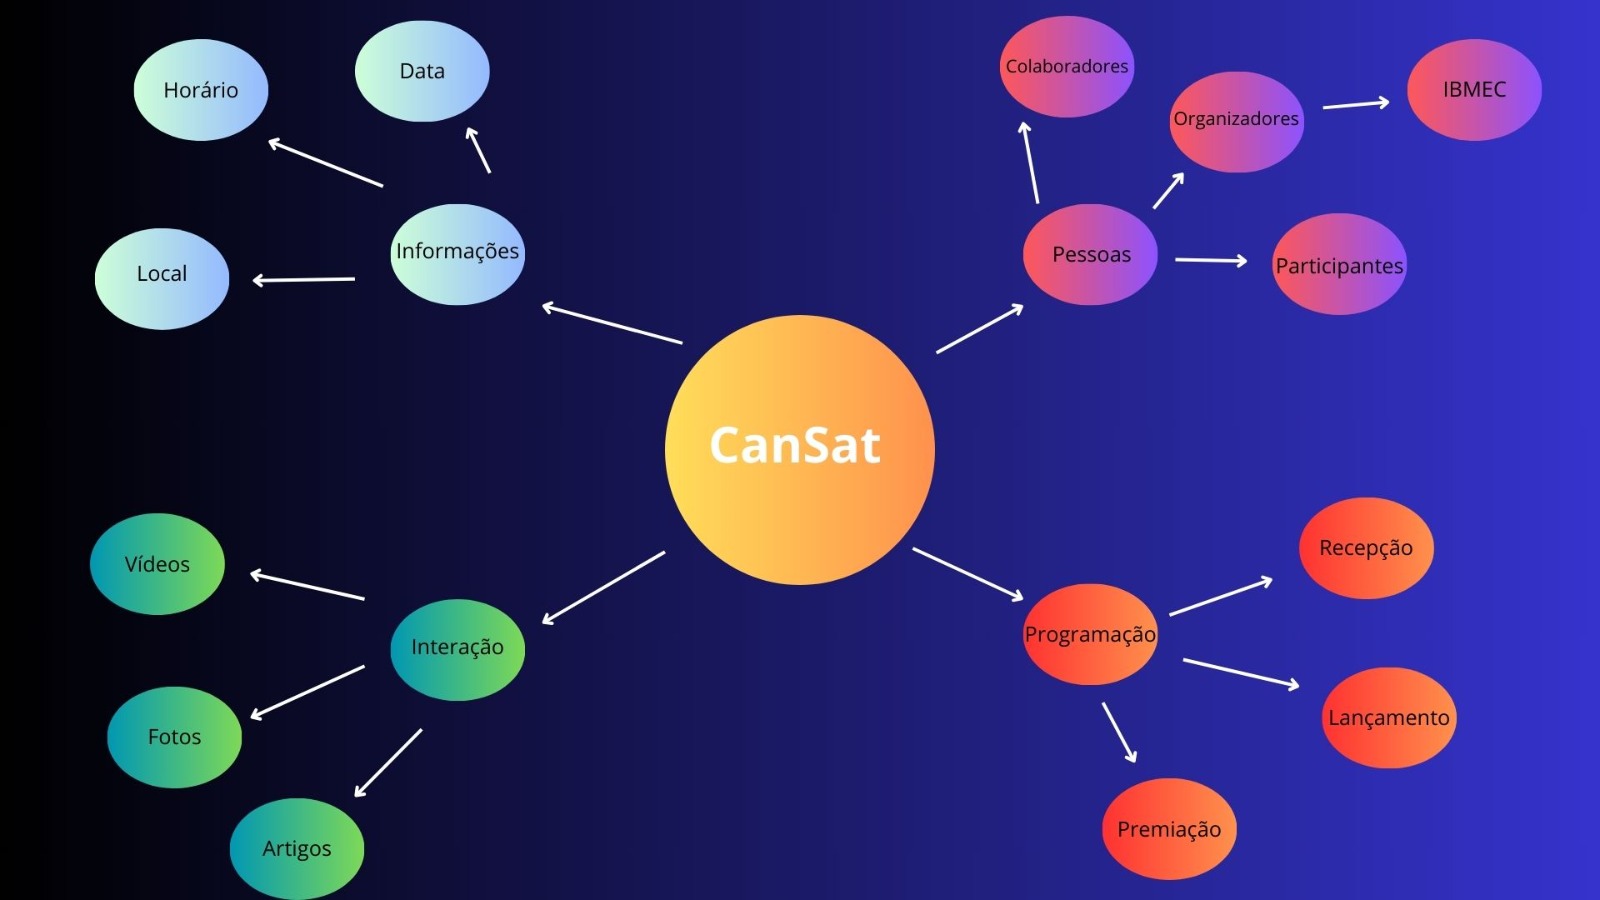 Horário
Data
Local
Informações
Colaboradores
Organizadores
IBMEC
Pessoas
Participantes
CanSat
Vídeos
Interação
Fotos
Artigos
Recepção
Programação
Lançamento
Premiação